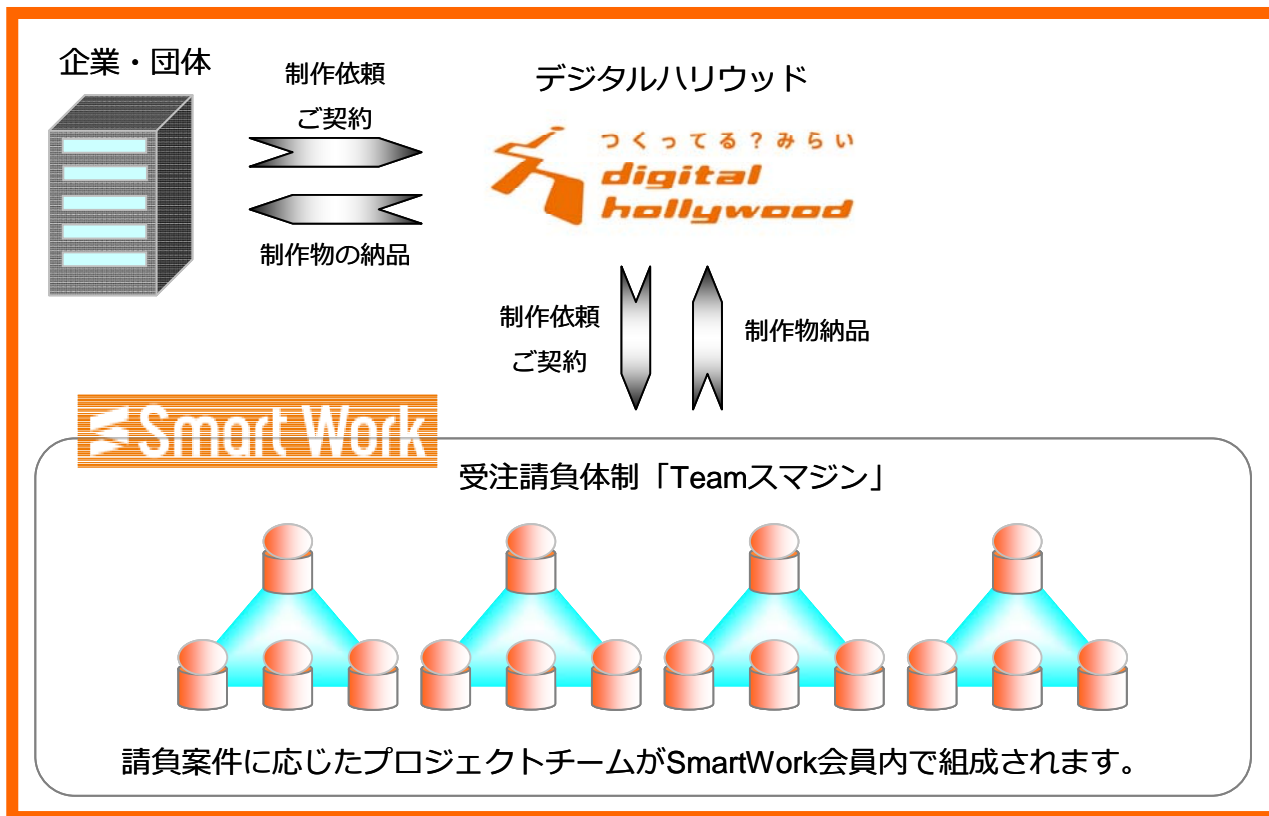 企業・団体
制作依頼
ご契約
制作物の納品
デジタルハリウッド
つくってる？みらい
digital
hollywood
制作依頼
ご契約
制作物納品
Smart Work
受注請負体制「Teamスマジン」
請負案件に応じたプロジェクトチームがSmartWork会員内で組成されます。